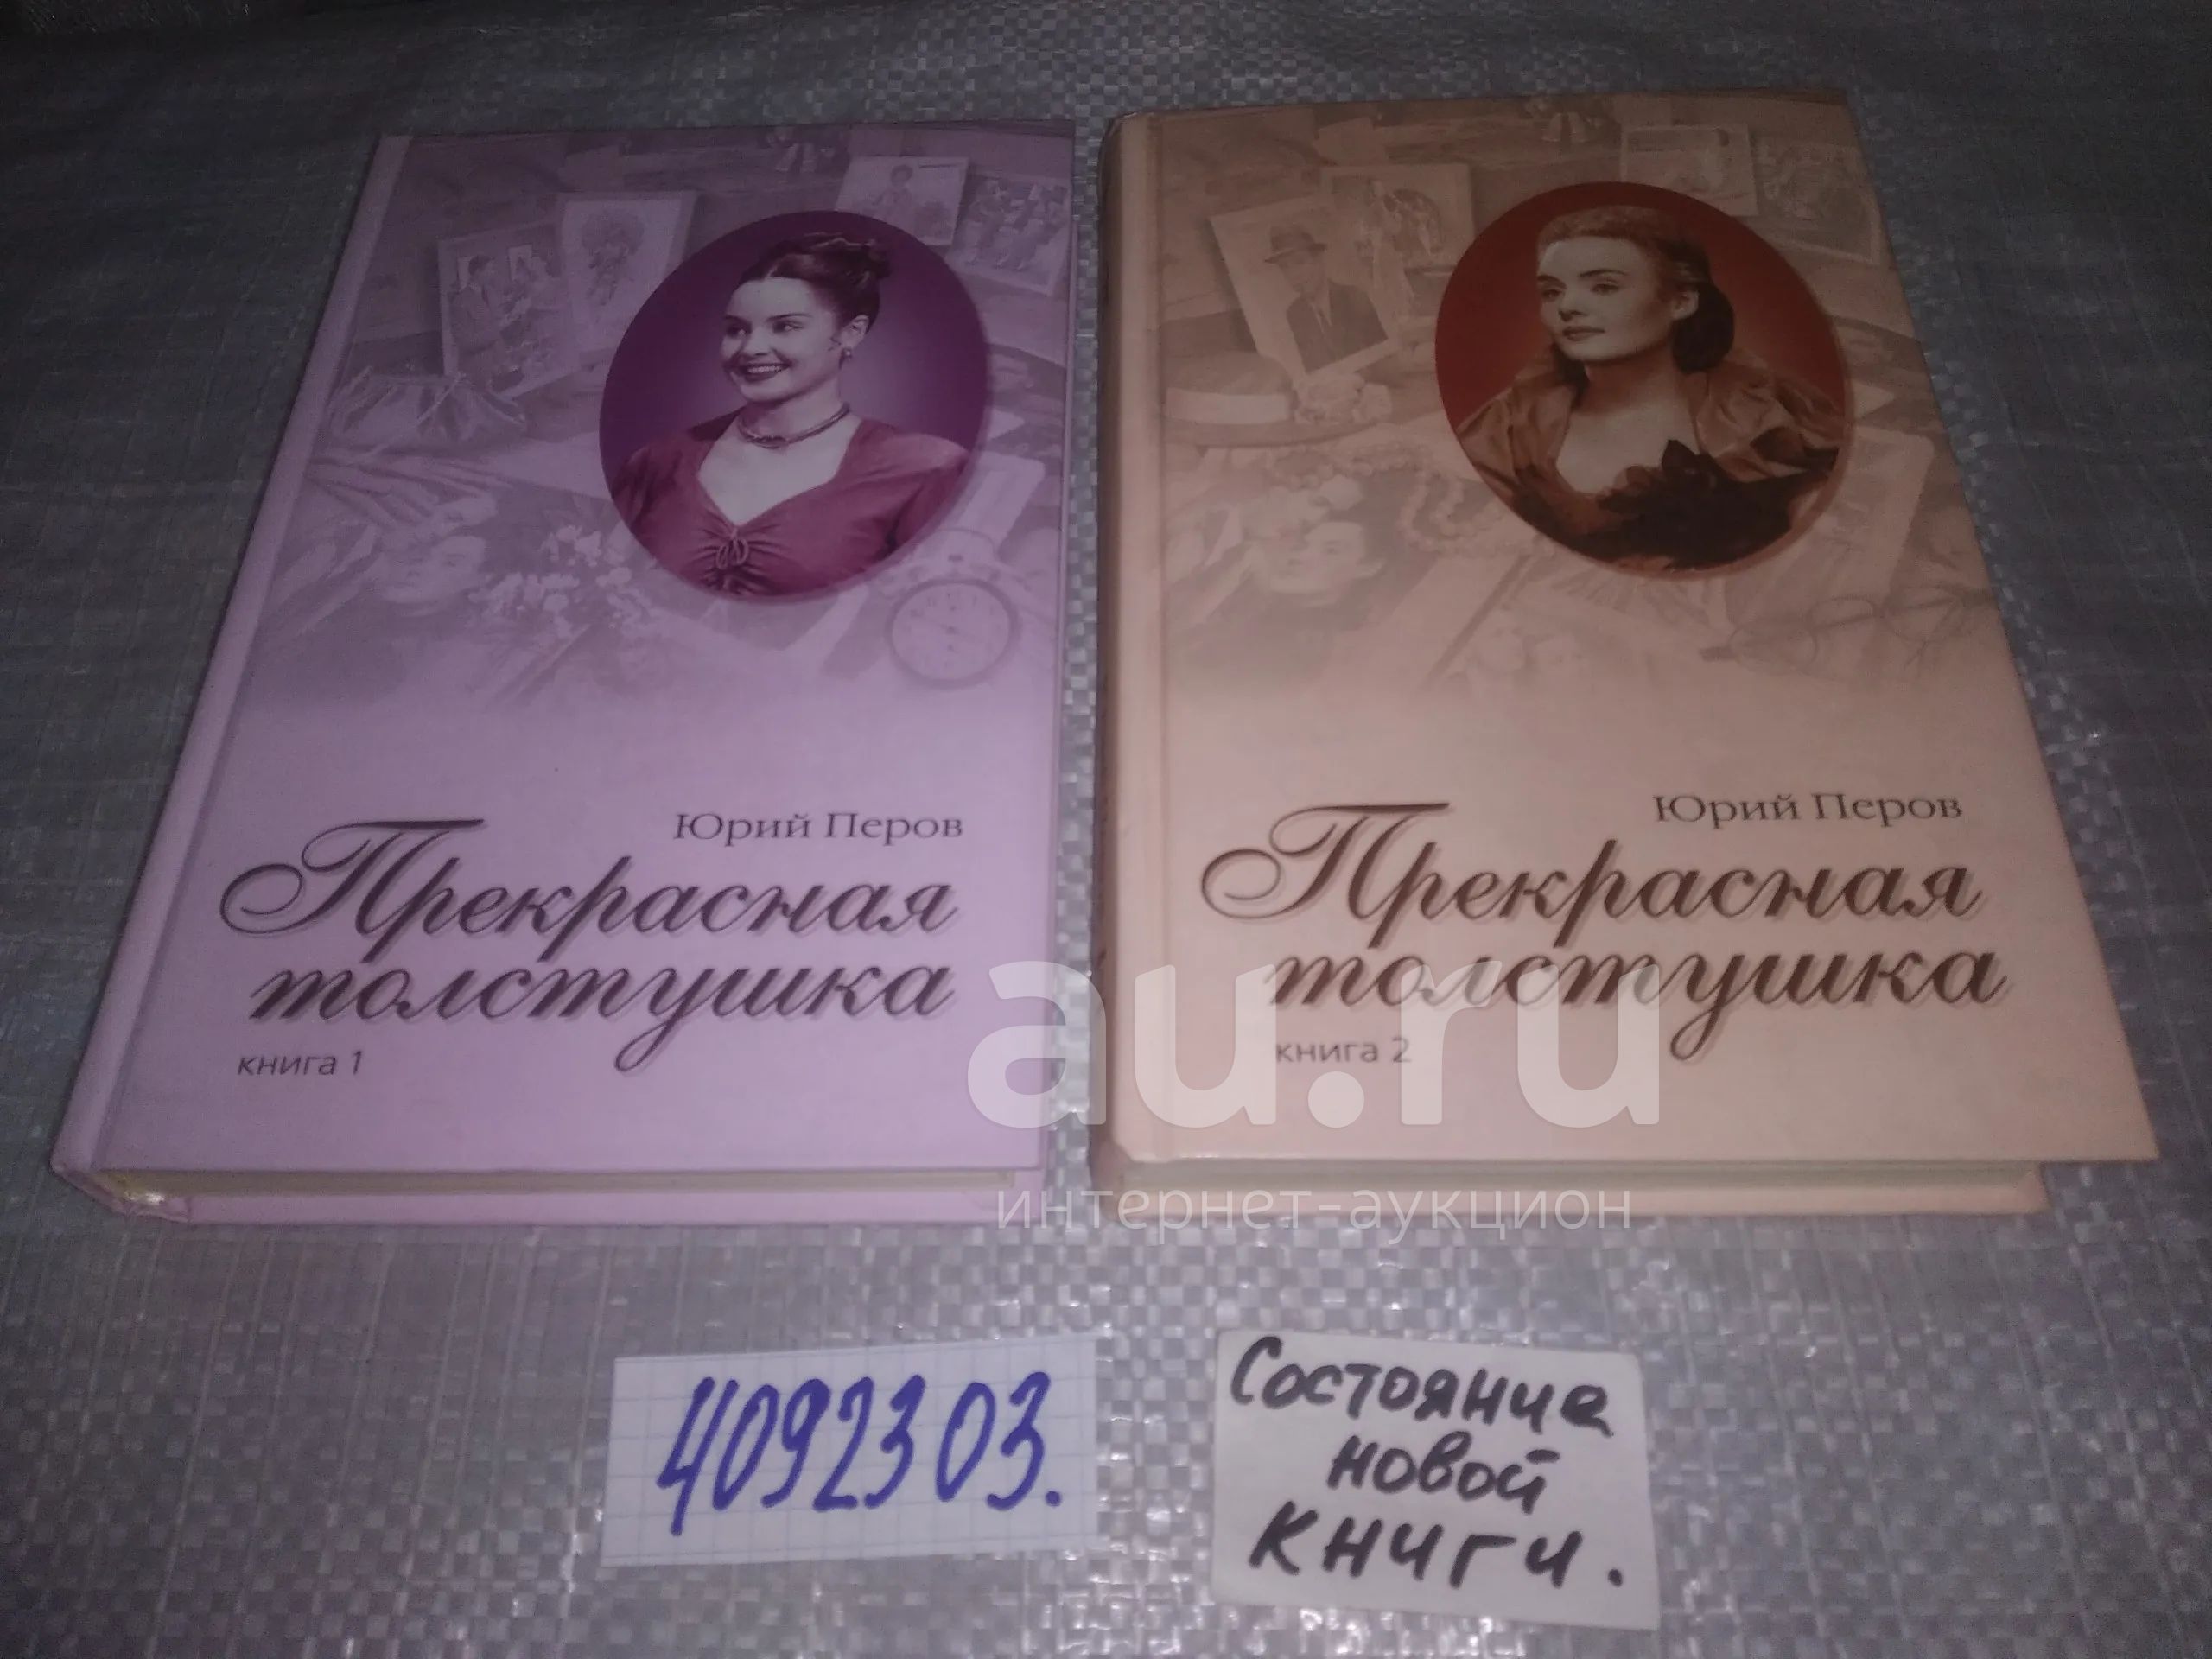 Юрий Перов
Прекрасная
толстушка
книга 1
Юрий Перов
Прекрасная
толстушка
книга 2
au.ru
интернет-аукцион
4092303.
Состояние
новой
книги.